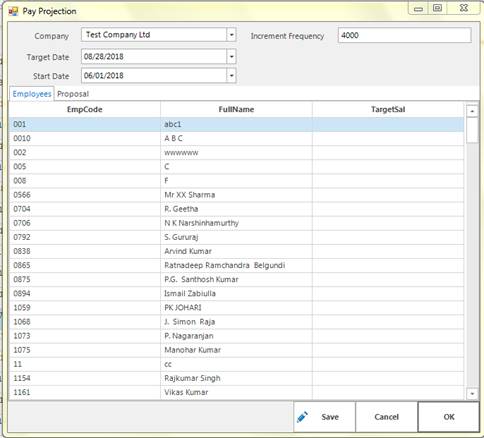 Pay Projection
Company Test Company Ltd Increment Frequency 4000
Target Date 08/28/2018
Start Date 06/01/2018
Employees Proposal
EmpCode FullName TargetSal
001 abc1
0010 A B C
002 wwwwww
005 C
008 F
0566 Mr XX Sharma
0704 R. Geetha
0706 N K Narshinhamurthy
0792 S. Gururaj
0838 Arvind Kumar
0865 Ratnadeep Ramchandra Belgundi
0875 P.G. Santhosh Kumar
0894 Ismail Zabiulla
1059 PK JOHARI
1068 J. Simon Raja
1073 P. Nagaranjan
1075 Manohar Kumar
11 cc
1154 Rajkumar Singh
1161 Vikas Kumar
Save Cancel OK